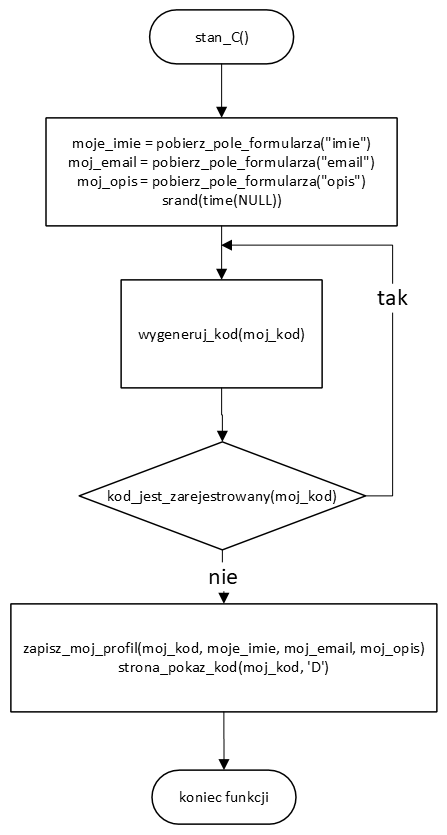 stan_C()
moje_imie = pobierz_pole_formularza("imie")
moj_email = pobierz_pole_formularza("email")
moj_opis = pobierz_pole_formularza("opis")
srand(time(NULL))
tak
wygeneruj_kod(moj_kod)
kod_jest_zarejestrowany(moj_kod)
nie
zapisz_moj_profil(moj_kod, moje_imie, moj_email, moj_opis)
strona_pokaz_kod(moj_kod, 'D')
koniec funkcji